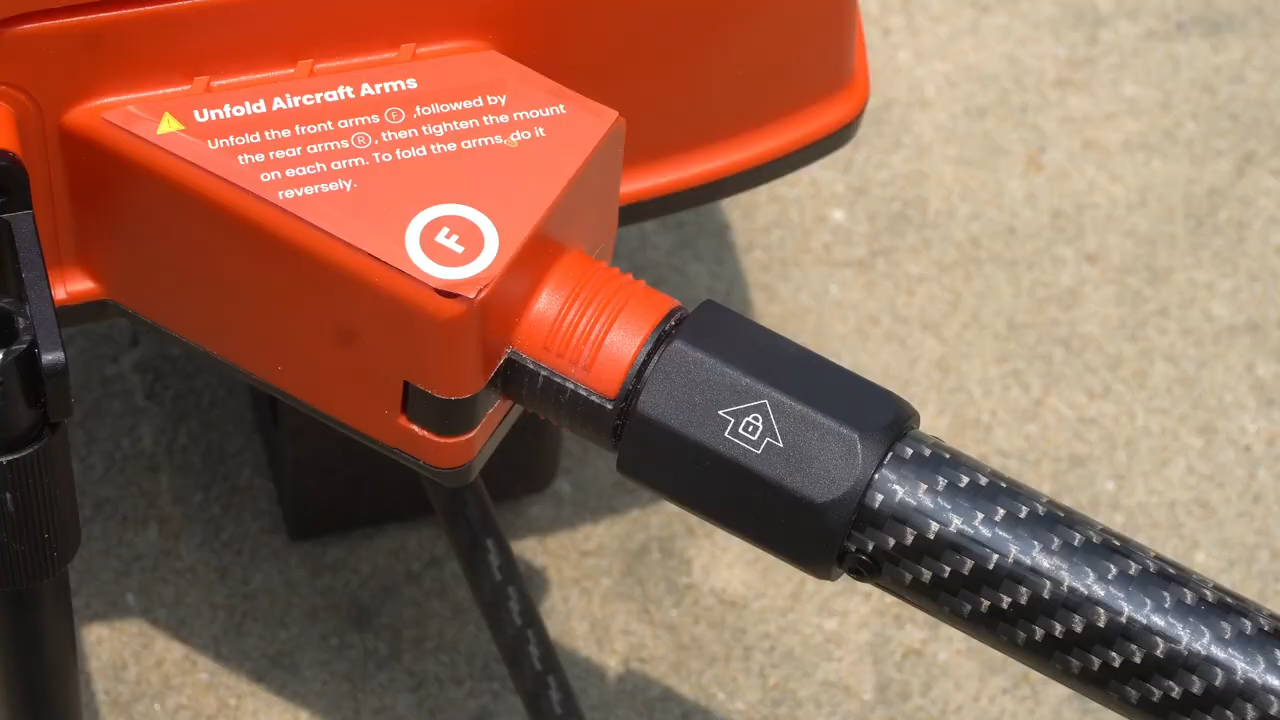 Unfold Aircraft Arms
Unfold the front arms Ⓕ ,followed by
the rear arms Ⓡ, then tighten the mount
on each arm. To fold the arms, do it
reversely.
F